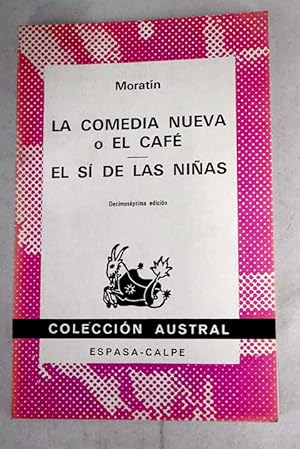 Moratín
LA COMEDIA NUEVA
o EL CAFÉ
EL SÍ DE LAS NIÑAS
Decimoséptima edición
COLECCIÓN AUSTRAL
ESPASA-CALPE